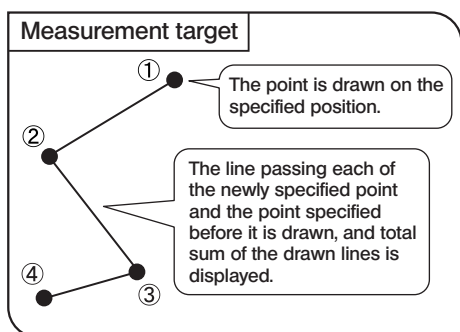 Measurement target
①
The point is drawn on the
specified position.
②
The line passing each of
the newly specified point
and the point specified
before it is drawn, and total
sum of the drawn lines is
displayed.
④
③